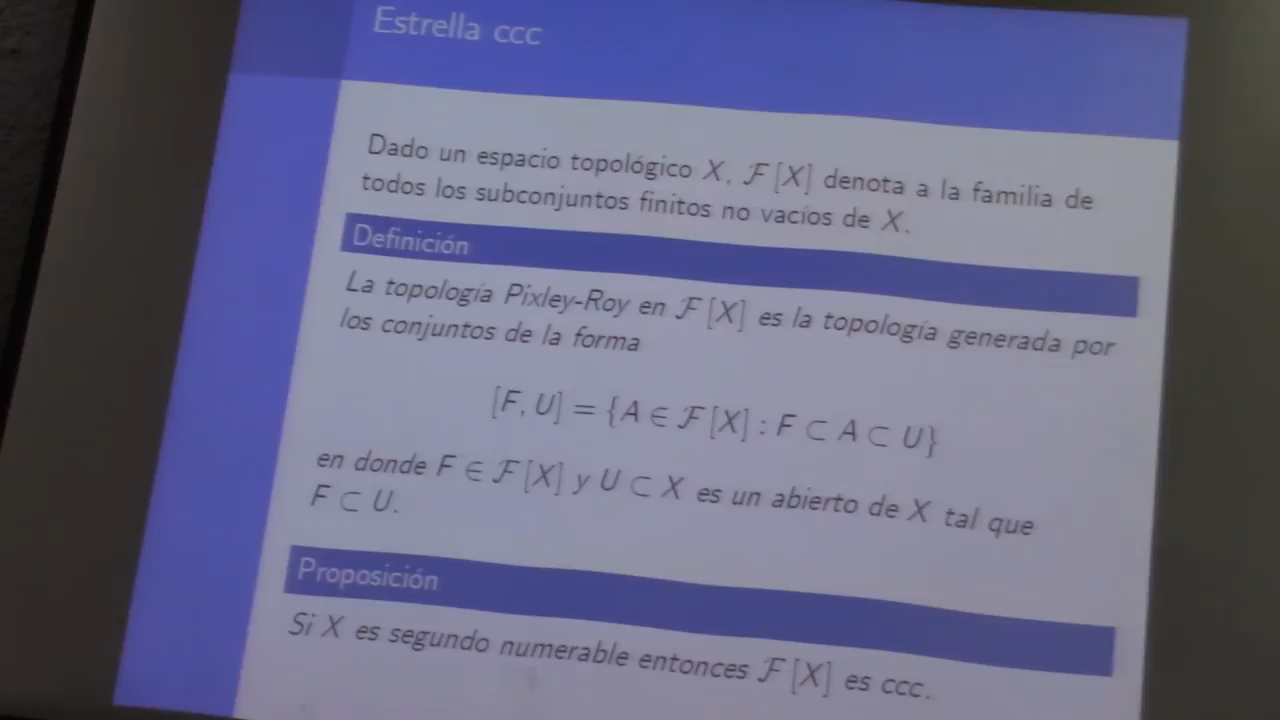 Estrella ccc
Dado un espacio topológico X, ℱ[X] denota a la familia de
todos los subconjuntos finitos no vacíos de X.
Definición
La topología Pixley-Roy en ℱ[X] es la topología generada por
los conjuntos de la forma
[F, U] = {A ∈ ℱ[X] : F ⊂ A ⊂ U}
en donde F ∈ ℱ[X] y U ⊂ X es un abierto de X tal que
F ⊂ U.
Proposición
Si X es segundo numerable entonces ℱ[X] es ccc.